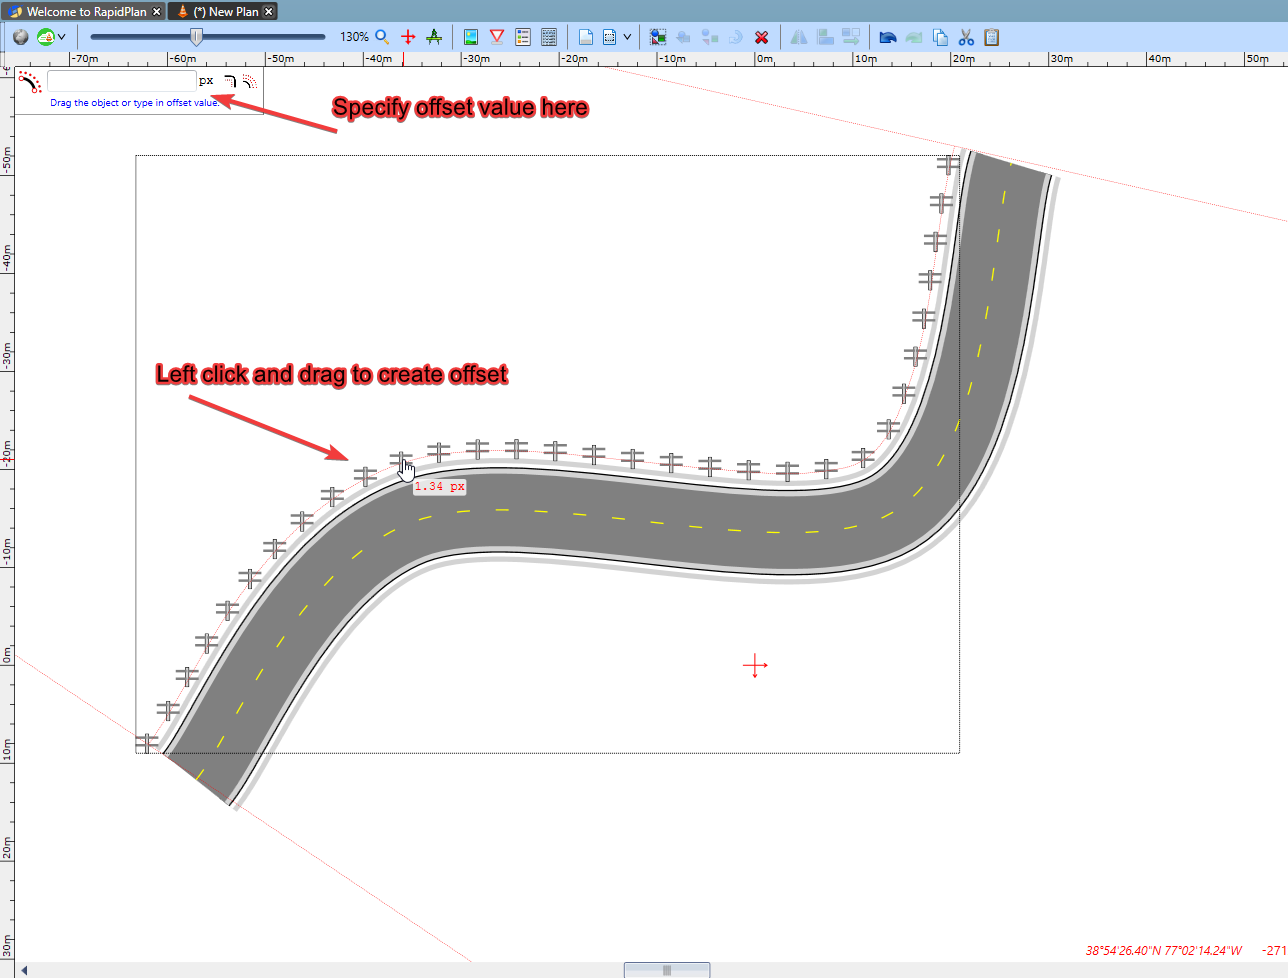 Welcome to RapidPlan
(*) New Plan
130%
-70m -60m -50m -40m -30m -20m -10m 0m 10m 20m 30m 40m 50m
px
Drag the object or type in offset value.
Specify offset value here
-50m
-40m
-30m
Left click and drag to create offset
-20m
1.34 px
-10m
0m
10m
20m
30m
38°54'26.40"N 77°02'14.24"W -271